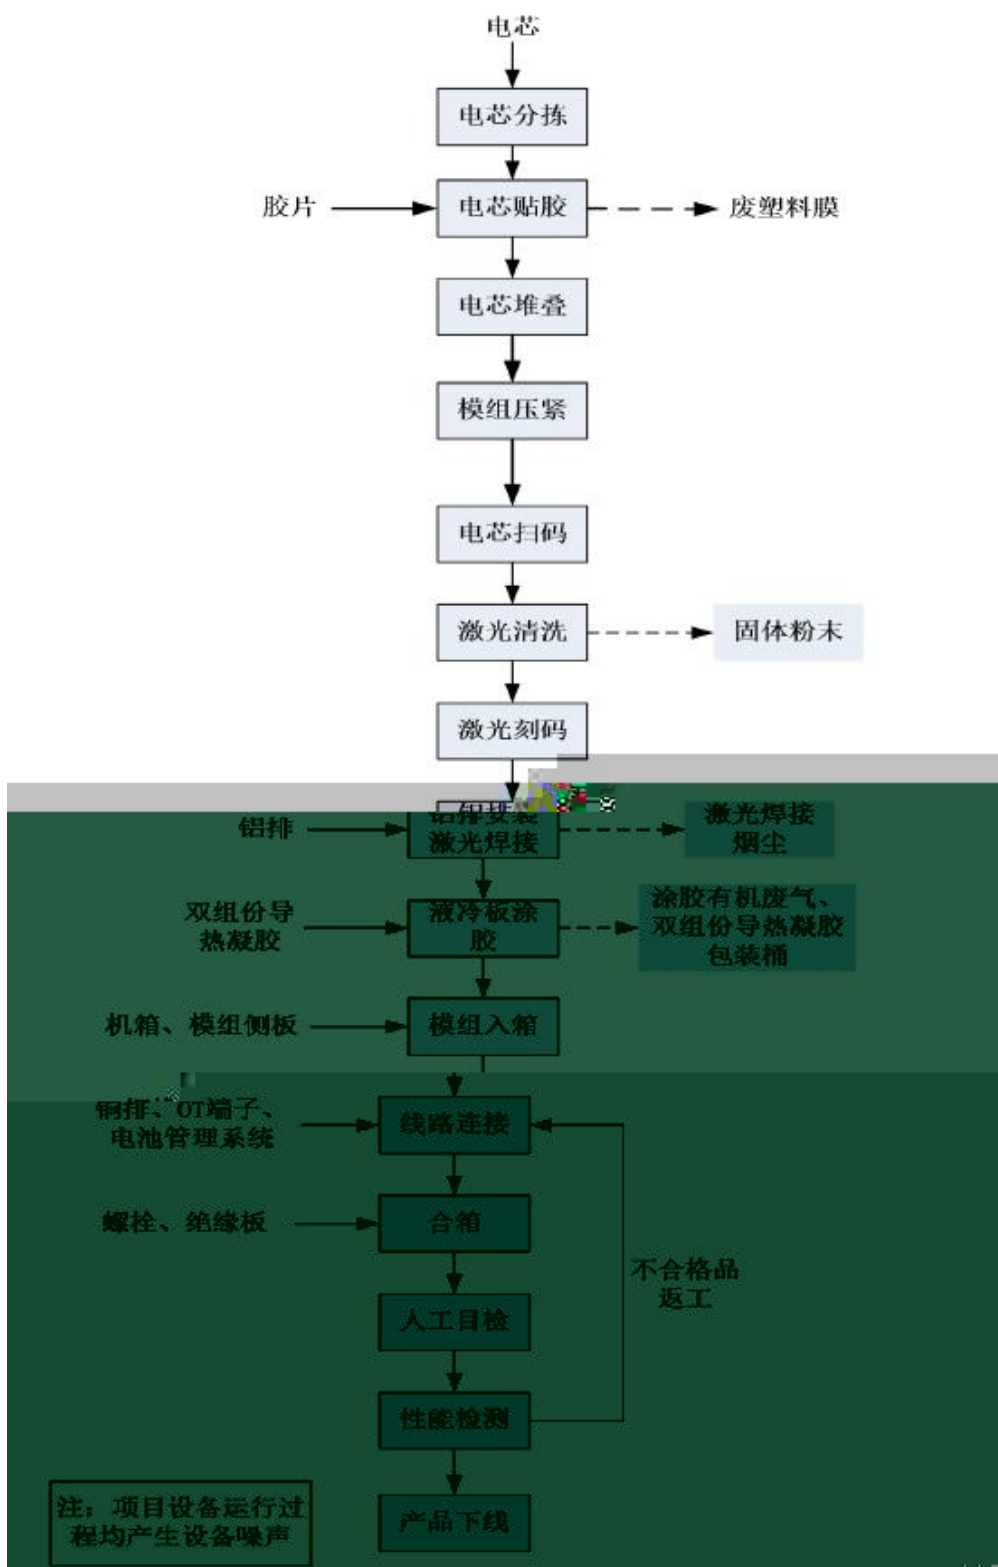 电芯
电芯分拣
胶片
电芯贴胶
废塑料膜
电芯堆叠
模组压紧
电芯扫码
激光清洗
固体粉末
激光刻码
铝排
铝排安装
激光焊接
激光焊接
烟尘
双组份导
热凝胶
液冷板涂
胶
涂胶有机废气、
双组份导热凝胶
包装桶
机箱、模组侧板
模组入箱
铜排、OT端子、
电池管理系统
线路连接
螺栓、绝缘板
合箱
不合格品
返工
人工目检
性能检测
注：项目设备运行过
程均产生设备噪声
产品下线